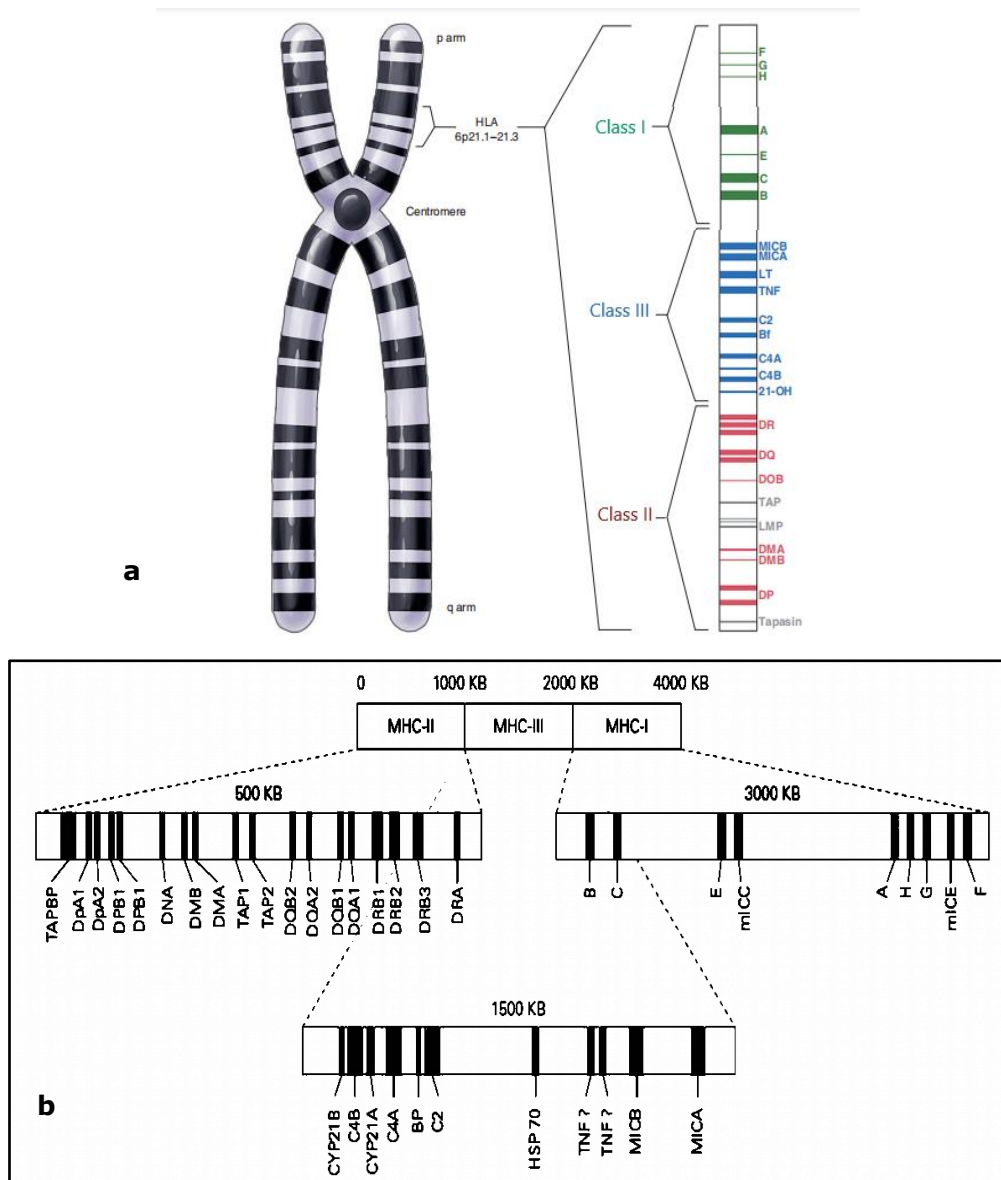 p arm
HLA
6p21.1–21.3
Centromere
q arm
Class I
Class III
Class II
F
G
H
A
E
C
B
MICB
MICA
LT
TNF
C2
Bf
C4A
C4B
21-OH
DR
DQ
DOB
TAP
LMP
DMA
DMB
DP
Tapasin
a
0 1000 KB 2000 KB 4000 KB
MHC-II MHC-III MHC-I
500 KB 3000 KB
TAPBP DpA1 DpA2 DPB1 DPB1 DNA DMB DMA TAP1 TAP2 DQB2 DQA2 DQB1 DQA1 DRB1 DRB2 DRB3 DRA
B C E mICC A H G mICE F
1500 KB
CYP21B C4B CYP21A C4A BP C2 HSP 70 TNF ? TNF ? MICB MICA
b